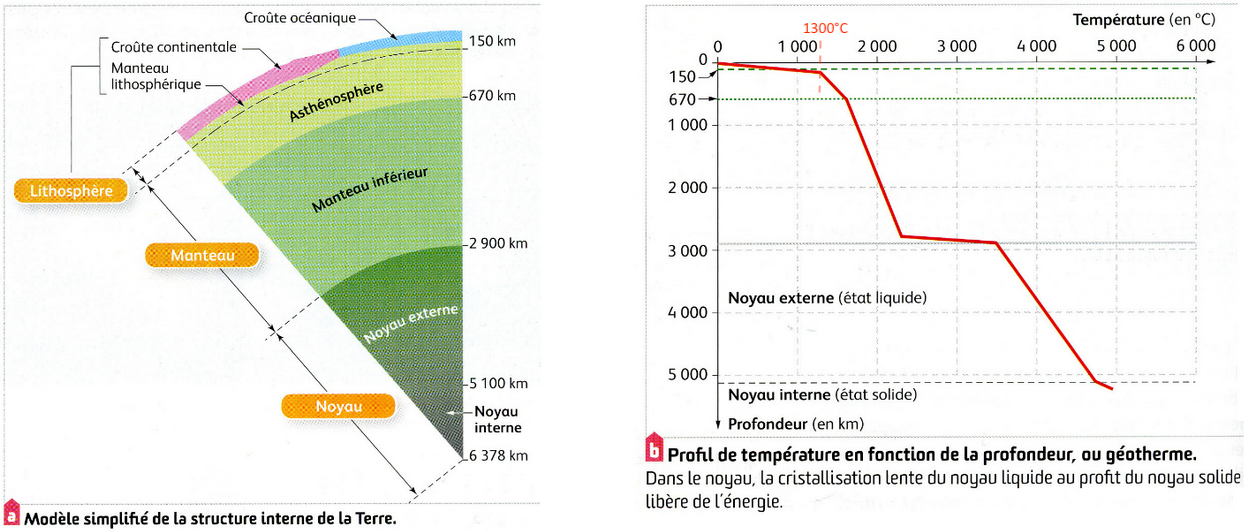 Croûte océanique
150 km
Croûte continentale
Manteau
lithosphérique
Asthénosphère
670 km
Lithosphère
Manteau inférieur
2 900 km
Manteau
Noyau externe
5 100 km
Noyau
Noyau
interne
6 378 km
a Modèle simplifié de la structure interne de la Terre.
Température (en °C)
1300°C
0 1 000 2 000 3 000 4 000 5 000 6 000
0
150
670
1 000
2 000
3 000
Noyau externe (état liquide)
4 000
5 000
Noyau interne (état solide)
Profondeur (en km)
b Profil de température en fonction de la profondeur, ou géotherme.
Dans le noyau, la cristallisation lente du noyau liquide au profit du noyau solide
libère de l'énergie.